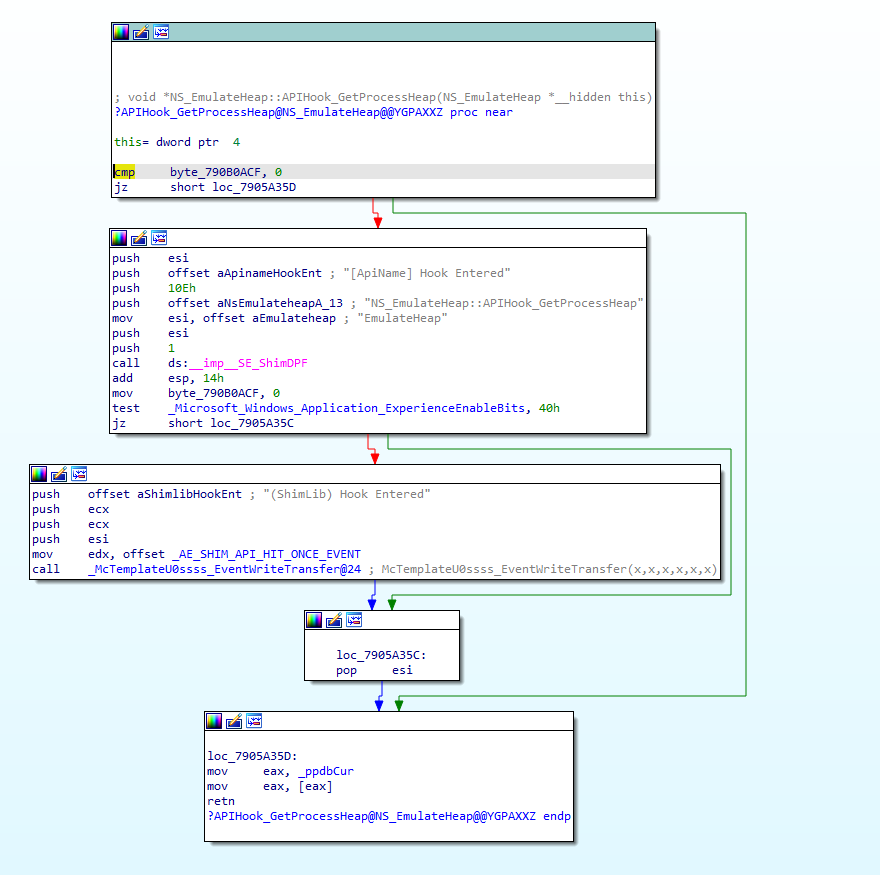 ; void *NS_EmulateHeap::APIHook_GetProcessHeap(NS_EmulateHeap *__hidden this)
?APIHook_GetProcessHeap@NS_EmulateHeap@@YGPAXXZ proc near
this= dword ptr  4
cmp     byte_790B0ACF, 0
jz      short loc_7905A35D
push    esi
push    offset aApinameHookEnt ; "[ApiName] Hook Entered"
push    10Eh
push    offset aNsEmulateheapA_13 ; "NS_EmulateHeap::APIHook_GetProcessHeap"
mov     esi, offset aEmulateheap ; "EmulateHeap"
push    esi
push    1
call    ds:__imp__SE_ShimDPF
add     esp, 14h
mov     byte_790B0ACF, 0
test    _Microsoft_Windows_Application_ExperienceEnableBits, 40h
jz      short loc_7905A35C
push    offset aShimlibHookEnt ; "(ShimLib) Hook Entered"
push    ecx
push    ecx
push    esi
mov     edx, offset _AE_SHIM_API_HIT_ONCE_EVENT
call    _McTemplateU0ssss_EventWriteTransfer@24 ; McTemplateU0ssss_EventWriteTransfer(x,x,x,x,x,x)
loc_7905A35C:
pop     esi
loc_7905A35D:
mov     eax, _ppdbCur
mov     eax, [eax]
retn
?APIHook_GetProcessHeap@NS_EmulateHeap@@YGPAXXZ endp